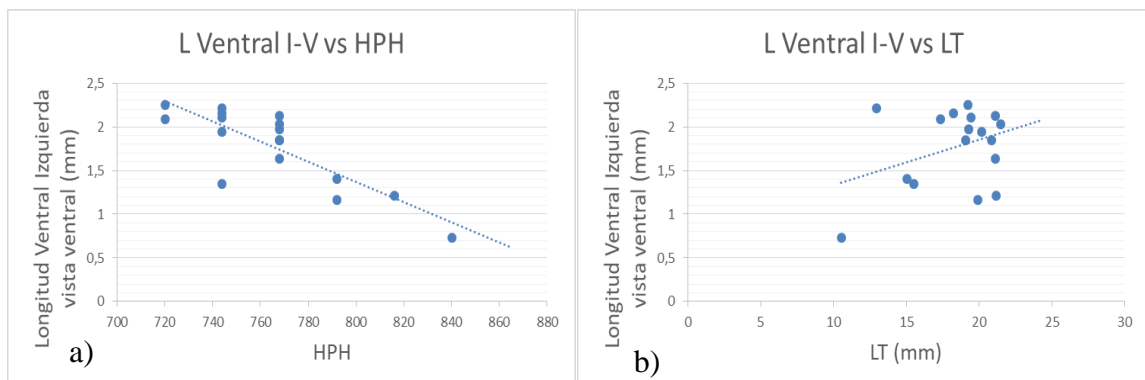 L Ventral I-V vs HPH
Longitud Ventral Izquierda
vista ventral (mm)
2,5
2
1,5
1
0,5
0
700 720 740 760 780 800 820 840 860 880
HPH
a)
L Ventral I-V vs LT
Longitud Ventral Izquierda
vista ventral (mm)
2,5
2
1,5
1
0,5
0
0 5 10 15 20 25 30
LT (mm)
b)